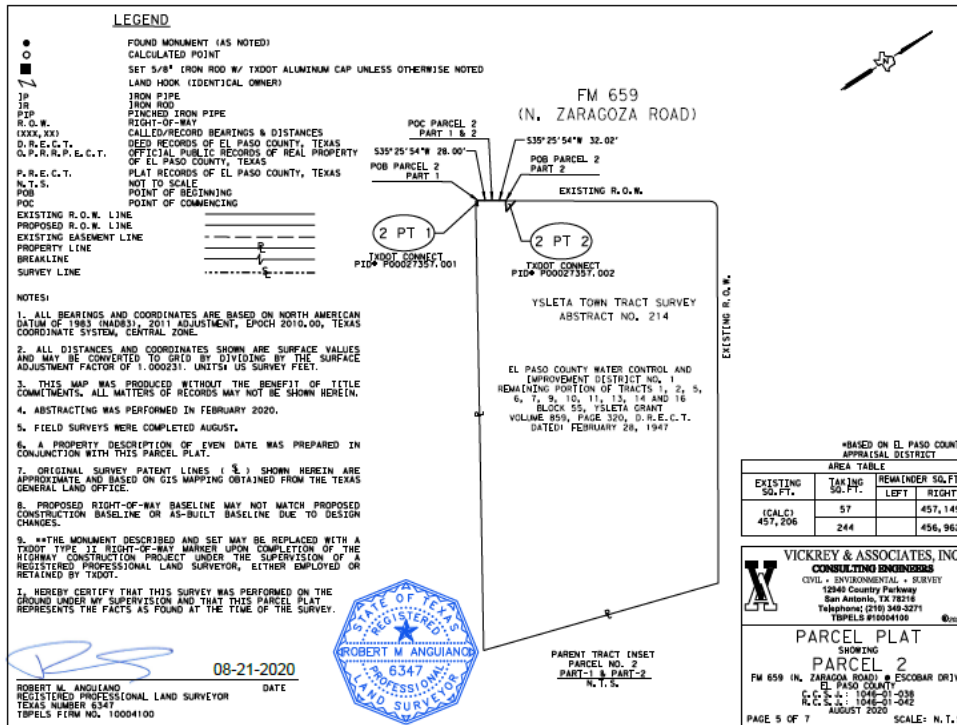 LEGEND
FOUND MONUMENT (AS NOTED)
CALCULATED POINT
SET 5/8" IRON ROD W/ TXDOT ALUMINUM CAP UNLESS OTHERWISE NOTED
LAND HOOK (IDENTICAL OWNER)
IP IRON PIPE
IR IRON ROD
PIP PINCHED IRON PIPE
R.O.W. RIGHT-OF-WAY
(XXX.XX) CALLED/RECORD BEARINGS & DISTANCES
D.R.E.C.T. DEED RECORDS OF EL PASO COUNTY, TEXAS
O.P.R.R.P.E.C.T. OFFICIAL PUBLIC RECORDS OF REAL PROPERTY
OF EL PASO COUNTY, TEXAS
P.R.E.C.T. PLAT RECORDS OF EL PASO COUNTY, TEXAS
N.T.S. NOT TO SCALE
POB POINT OF BEGINNING
POC POINT OF COMMENCING
EXISTING R.O.W. LINE
PROPOSED R.O.W. LINE
EXISTING EASEMENT LINE
PROPERTY LINE
BREAKLINE
SURVEY LINE
NOTES:
1. ALL BEARINGS AND COORDINATES ARE BASED ON NORTH AMERICAN
DATUM OF 1983 (NAD83), 2011 ADJUSTMENT, EPOCH 2010.00, TEXAS
COORDINATE SYSTEM, CENTRAL ZONE.
2. ALL DISTANCES AND COORDINATES SHOWN ARE SURFACE VALUES
AND MAY BE CONVERTED TO GRID BY DIVIDING BY THE SURFACE
ADJUSTMENT FACTOR OF 1.000231. UNITS: US SURVEY FEET.
3. THIS MAP WAS PRODUCED WITHOUT THE BENEFIT OF TITLE
COMMITMENTS. ALL MATTERS OF RECORDS MAY NOT BE SHOWN HEREIN.
4. ABSTRACTING WAS PERFORMED IN FEBRUARY 2020.
5. FIELD SURVEYS WERE COMPLETED AUGUST.
6. A PROPERTY DESCRIPTION OF EVEN DATE WAS PREPARED IN
CONJUNCTION WITH THIS PARCEL PLAT.
7. ORIGINAL SURVEY PATENT LINES ( ) SHOWN HEREIN ARE
APPROXIMATE AND BASED ON GIS MAPPING OBTAINED FROM THE TEXAS
GENERAL LAND OFFICE.
8. PROPOSED RIGHT-OF-WAY BASELINE MAY NOT MATCH PROPOSED
CONSTRUCTION BASELINE OR AS-BUILT BASELINE DUE TO DESIGN
CHANGES.
9. **THE MONUMENT DESCRIBED AND SET MAY BE REPLACED WITH A
TXDOT TYPE II RIGHT-OF-WAY MARKER UPON COMPLETION OF THE
HIGHWAY CONSTRUCTION PROJECT UNDER THE SUPERVISION OF A
REGISTERED PROFESSIONAL LAND SURVEYOR, EITHER EMPLOYED OR
RETAINED BY TXDOT.
I, HEREBY CERTIFY THAT THIS SURVEY WAS PERFORMED ON THE
GROUND UNDER MY SUPERVISION AND THAT THIS PARCEL PLAT
REPRESENTS THE FACTS AS FOUND AT THE TIME OF THE SURVEY.
08-21-2020
ROBERT M. ANGUIANO DATE
REGISTERED PROFESSIONAL LAND SURVEYOR
TEXAS NUMBER 6347
TBPELS FIRM NO. 10004100
STATE OF TEXAS
REGISTERED
ROBERT M ANGUIANO
6347
PROFESSIONAL
LAND SURVEYOR
FM 659
(N. ZARAGOZA ROAD)
POC PARCEL 2
PART 1 & 2
S35°25'54"W 32.02'
S35°25'54"W 28.00'
POB PARCEL 2
PART 2
POB PARCEL 2
PART 1
EXISTING R.O.W.
2 PT 1
TXDOT CONNECT
PID# P00027357.001
2 PT 2
TXDOT CONNECT
PID# P00027357.002
EXISTING R.O.W.
YSLETA TOWN TRACT SURVEY
ABSTRACT NO. 214
EL PASO COUNTY WATER CONTROL AND
IMPROVEMENT DISTRICT NO. 1
REMAINING PORTION OF TRACTS 1, 2, 5,
6, 7, 9, 10, 11, 13, 14 AND 16
BLOCK 55, YSLETA GRANT
VOLUME 859, PAGE 320, D.R.E.C.T.
DATED: FEBRUARY 28, 1947
PARENT TRACT INSET
PARCEL NO. 2
PART-1 & PART-2
N.T.S.
*BASED ON EL PASO COUNT
APPRAISAL DISTRICT
AREA TABLE
EXISTING SQ.FT. TAKING SQ.FT. REMAINDER SQ.FT
LEFT RIGHT
(CALC)
457,206
57 457,149
244 456,962
VICKREY & ASSOCIATES, INC
CONSULTING ENGINEERS
CIVIL • ENVIRONMENTAL • SURVEY
12940 Country Parkway
San Antonio, TX 78216
Telephone: (210) 349-3271
TBPELS #10004100
PARCEL PLAT
SHOWING
PARCEL 2
FM 659 (N. ZARAGOA ROAD) @ ESCOBAR DRIV
EL PASO COUNTY
C.C.S.J.: 1046-01-038
R.C.S.J.: 1046-01-042
AUGUST 2020
PAGE 5 OF 7 SCALE: N.T.